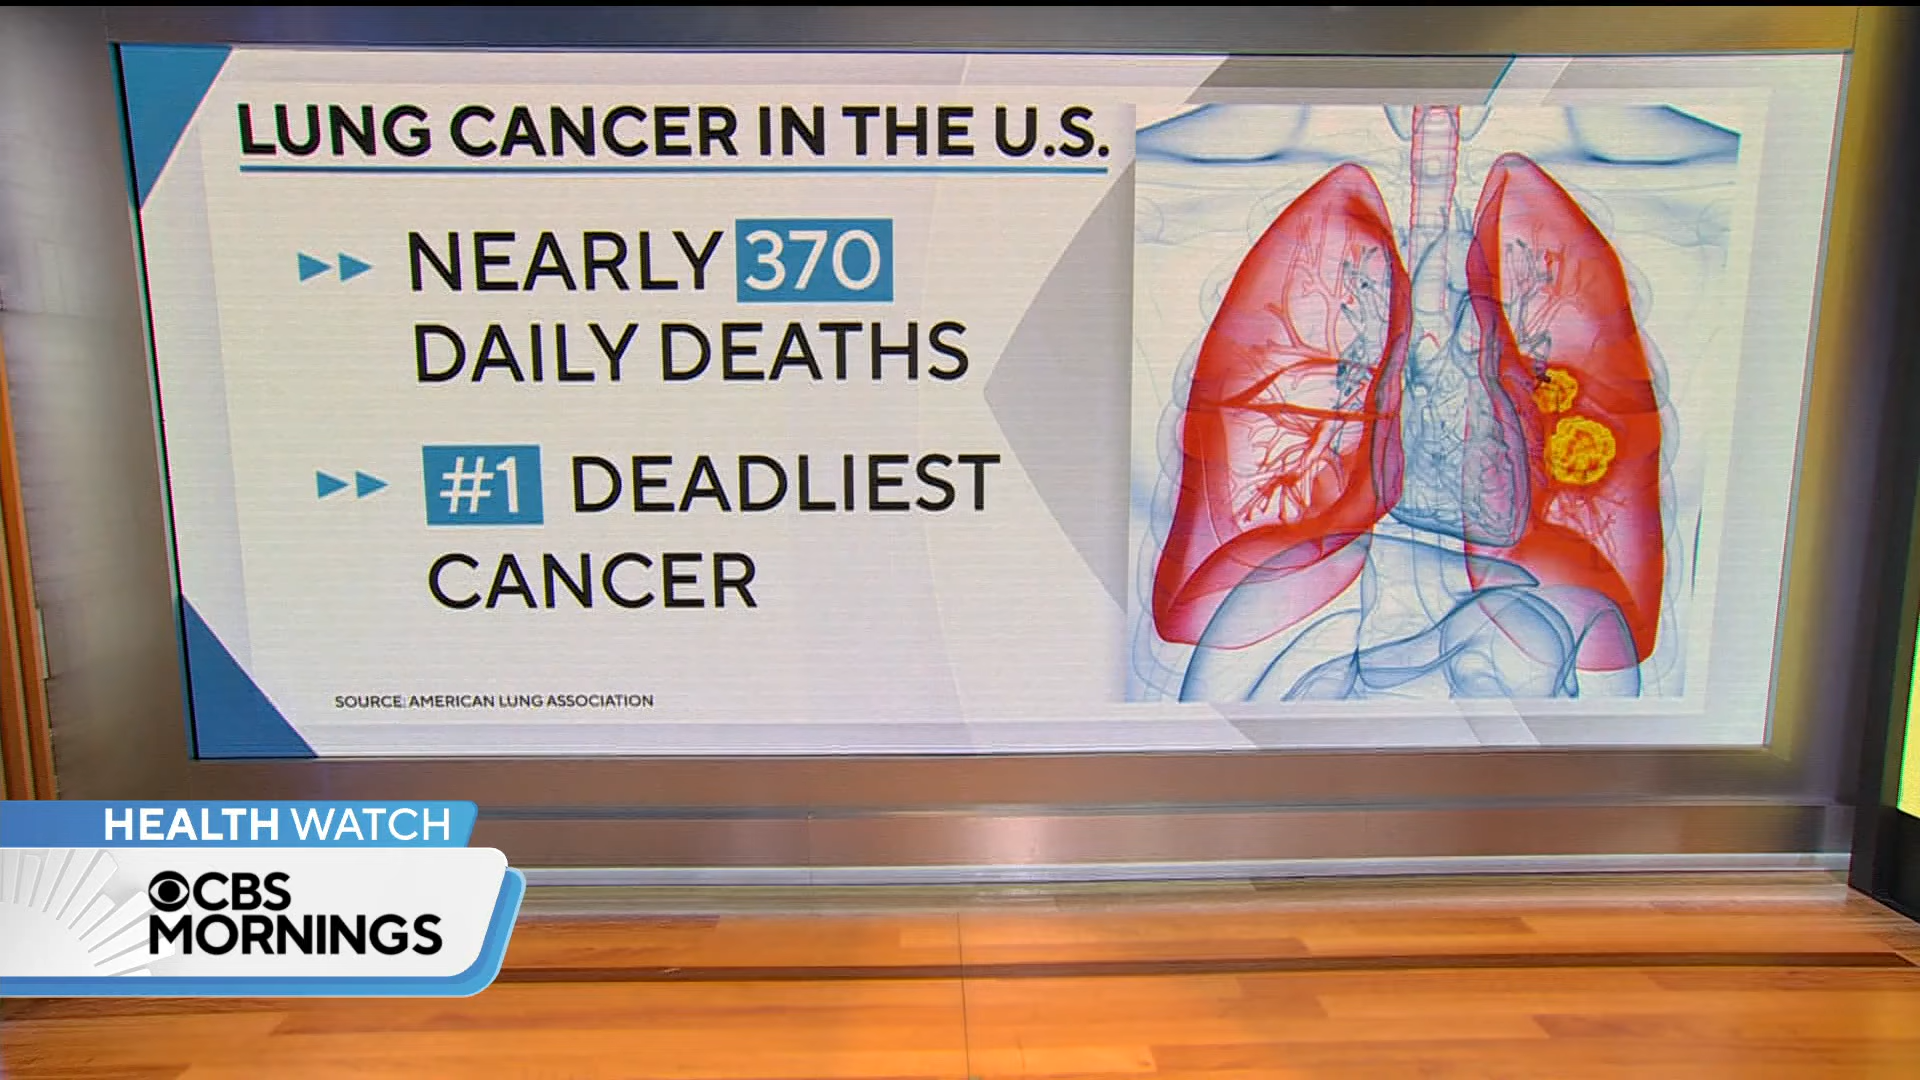 LUNG CANCER IN THE U.S.
NEARLY 370
DAILY DEATHS
#1 DEADLIEST
CANCER
SOURCE: AMERICAN LUNG ASSOCIATION
HEALTH WATCH
CBS
MORNINGS